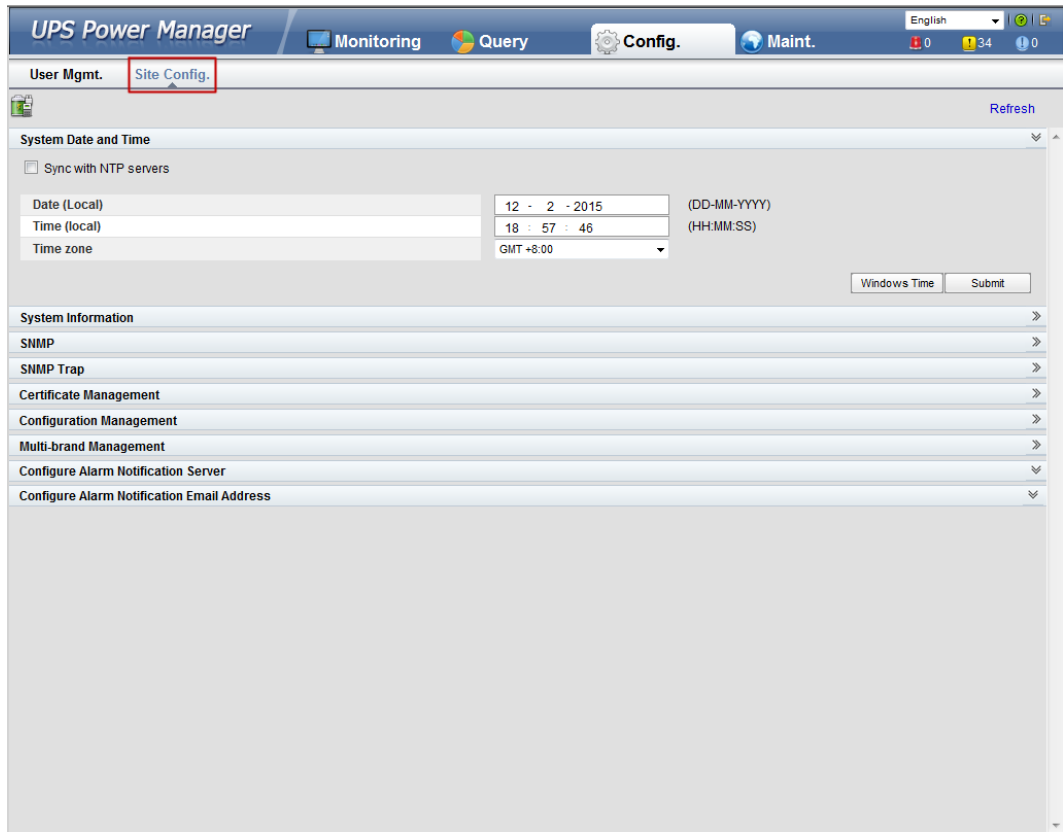 UPS Power Manager
Monitoring Query Config. Maint.
English
0 34 0
User Mgmt. Site Config.
Refresh
System Date and Time
Sync with NTP servers
Date (Local) 12 - 2 - 2015 (DD-MM-YYYY)
Time (local) 18 : 57 : 46 (HH:MM:SS)
Time zone GMT +8:00
Windows Time Submit
System Information
SNMP
SNMP Trap
Certificate Management
Configuration Management
Multi-brand Management
Configure Alarm Notification Server
Configure Alarm Notification Email Address